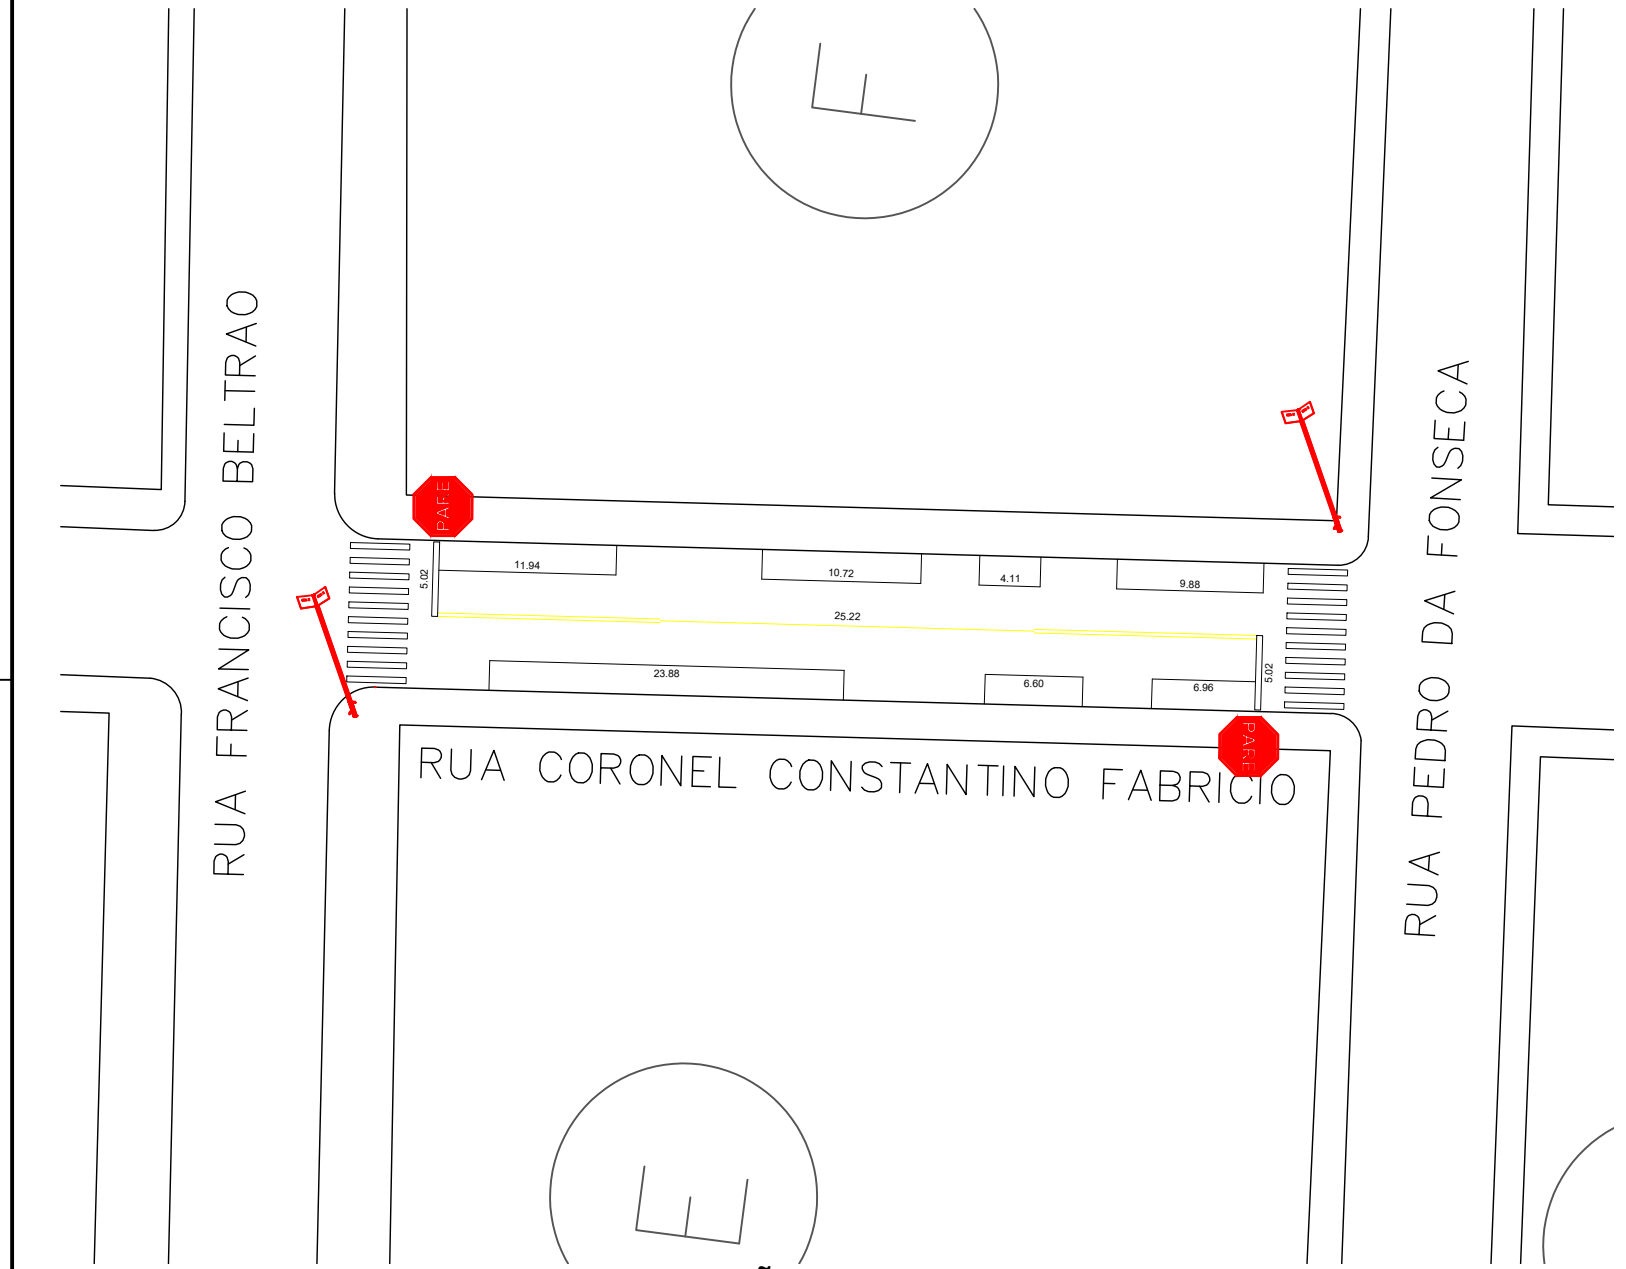 F
RUA FRANCISCO BELTRAO
RUA PEDRO DA FONSECA
PARE
11.94
10.72
4.11
9.88
5.02
25.22
23.88
6.60
6.96
5.02
PARE
RUA CORONEL CONSTANTINO FABRICIO
E